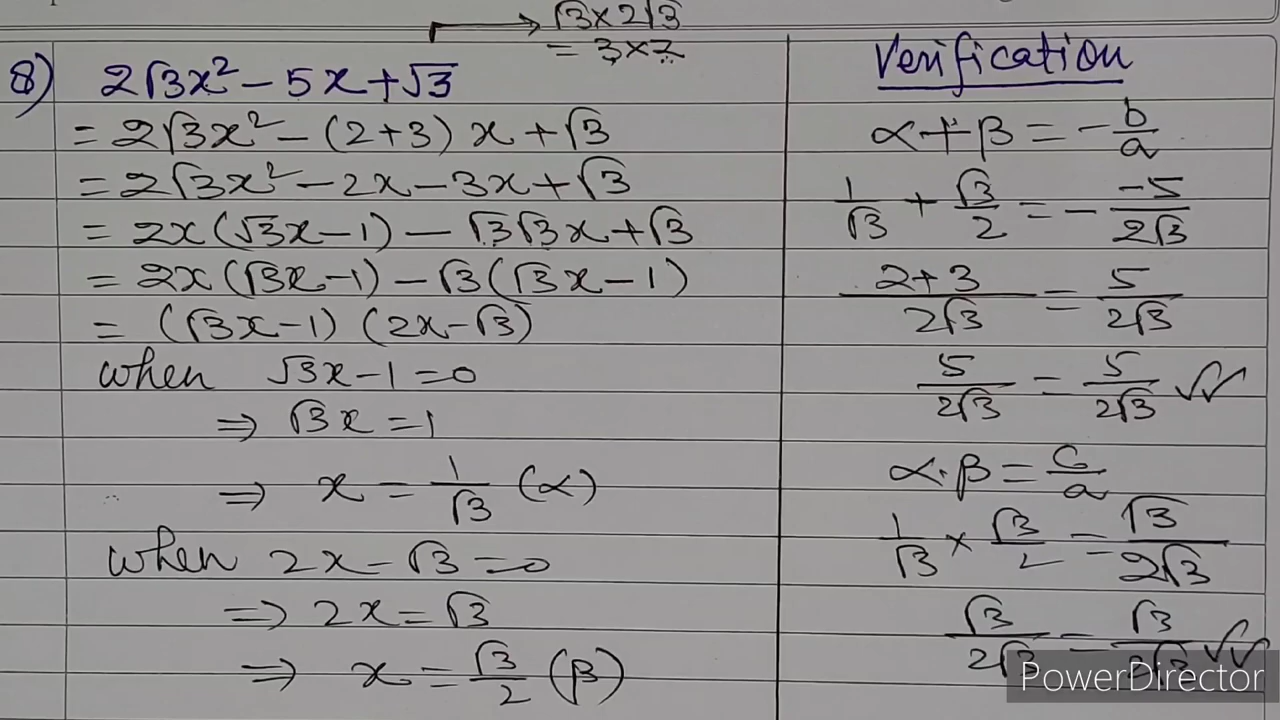 → √3×2√3
= 3×2
8) 2√3x² − 5x + √3
= 2√3x² − (2+3) x + √3
= 2√3x² − 2x − 3x + √3
= 2x(√3x − 1) − √3√3x + √3
= 2x(√3x − 1) − √3(√3x − 1)
= (√3x − 1) (2x − √3)
when √3x − 1 = 0
⇒ √3x = 1
⇒ x = 1/√3 (α)
when 2x − √3 = 0
⇒ 2x = √3
⇒ x = √3/2 (β)
Verification
α + β = − b/a
1/√3 + √3/2 = − −5/2√3
2+3/2√3 = 5/2√3
5/2√3 = 5/2√3 ✓✓
α·β = c/a
1/√3 × √3/2 = √3/2√3
√3/2√3 = √3/2√3 ✓✓
PowerDirector